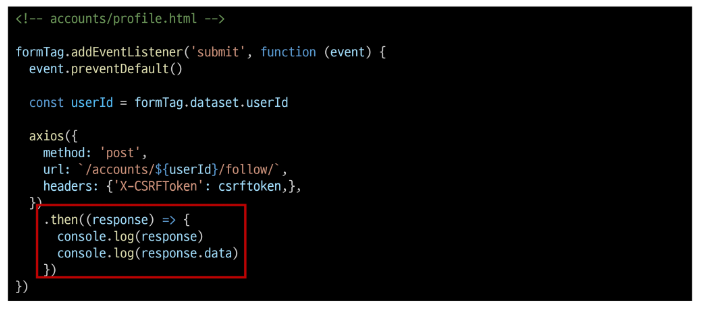 <!-- accounts/profile.html -->
formTag.addEventListener('submit', function (event) {
event.preventDefault()
const userId = formTag.dataset.userId
axios({
method: 'post',
url: `/accounts/${userId}/follow/`,
headers: {'X-CSRFToken': csrftoken,},
})
.then((response) => {
console.log(response)
console.log(response.data)
})
})